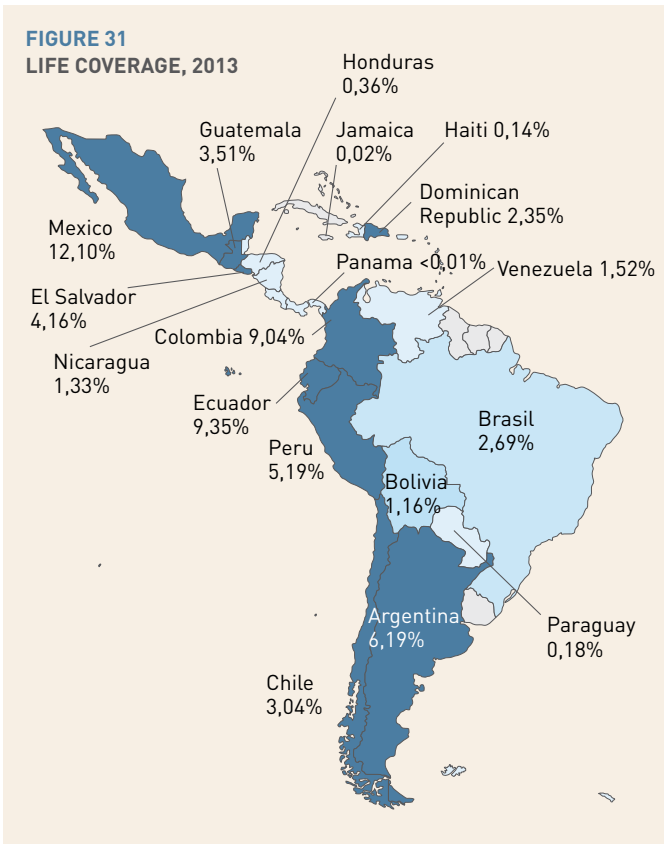 FIGURE 31
LIFE COVERAGE, 2013
Honduras
0,36%
Guatemala
3,51%
Jamaica
0,02%
Haiti 0,14%
Dominican
Republic 2,35%
Mexico
12,10%
Panama <0,01%
Venezuela 1,52%
El Salvador
4,16%
Colombia 9,04%
Nicaragua
1,33%
Ecuador
9,35%
Brasil
2,69%
Peru
5,19%
Bolivia
1,16%
Argentina
6,19%
Paraguay
0,18%
Chile
3,04%